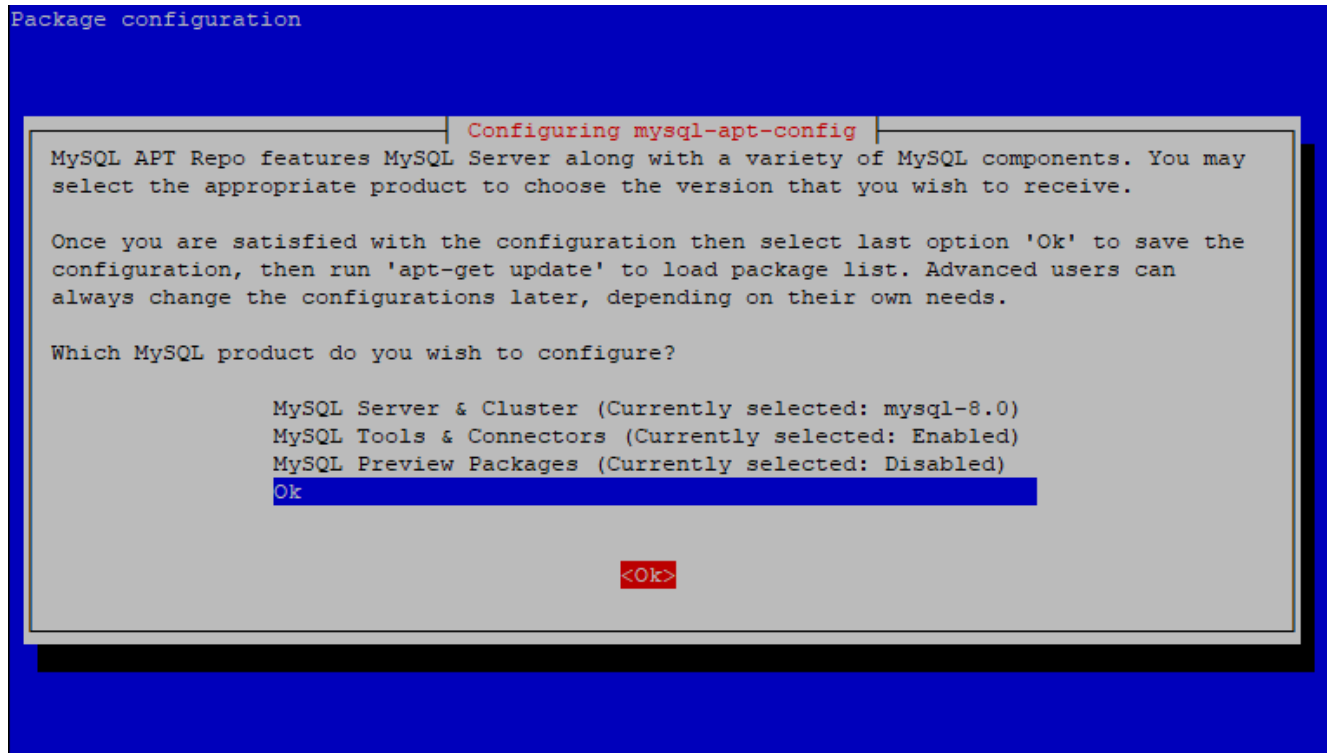 Package configuration
Configuring mysql-apt-config
MySQL APT Repo features MySQL Server along with a variety of MySQL components. You may
select the appropriate product to choose the version that you wish to receive.
Once you are satisfied with the configuration then select last option 'Ok' to save the
configuration, then run 'apt-get update' to load package list. Advanced users can
always change the configurations later, depending on their own needs.
Which MySQL product do you wish to configure?
MySQL Server & Cluster (Currently selected: mysql-8.0)
MySQL Tools & Connectors (Currently selected: Enabled)
MySQL Preview Packages (Currently selected: Disabled)
Ok
<Ok>